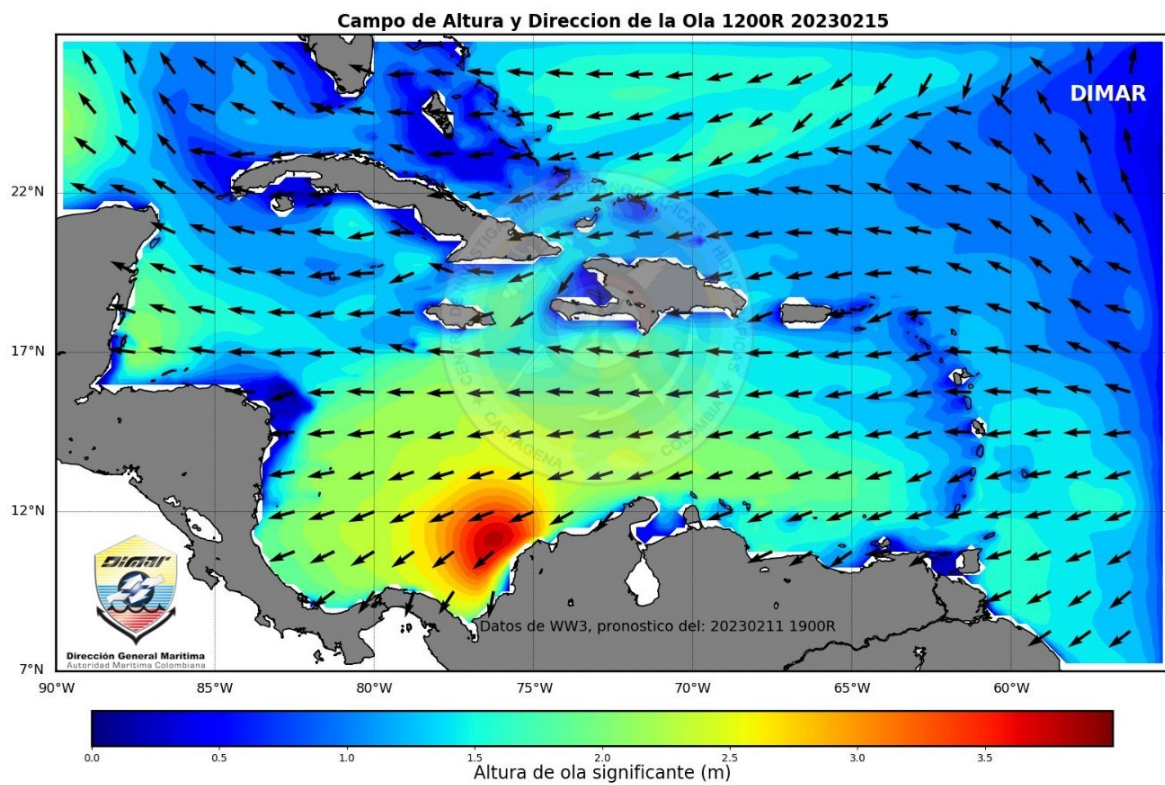 Campo de Altura y Direccion de la Ola 1200R 20230215
DIMAR
22°N
17°N
12°N
7°N
CARTAGENA
COLOMBIA
Dimar
Dirección General Marítima
Autoridad Marítima Colombiana
Datos de WW3, pronostico del: 20230211 1900R
90°W 85°W 80°W 75°W 70°W 65°W 60°W
0.0 0.5 1.0 1.5 2.0 2.5 3.0 3.5
Altura de ola significante (m)